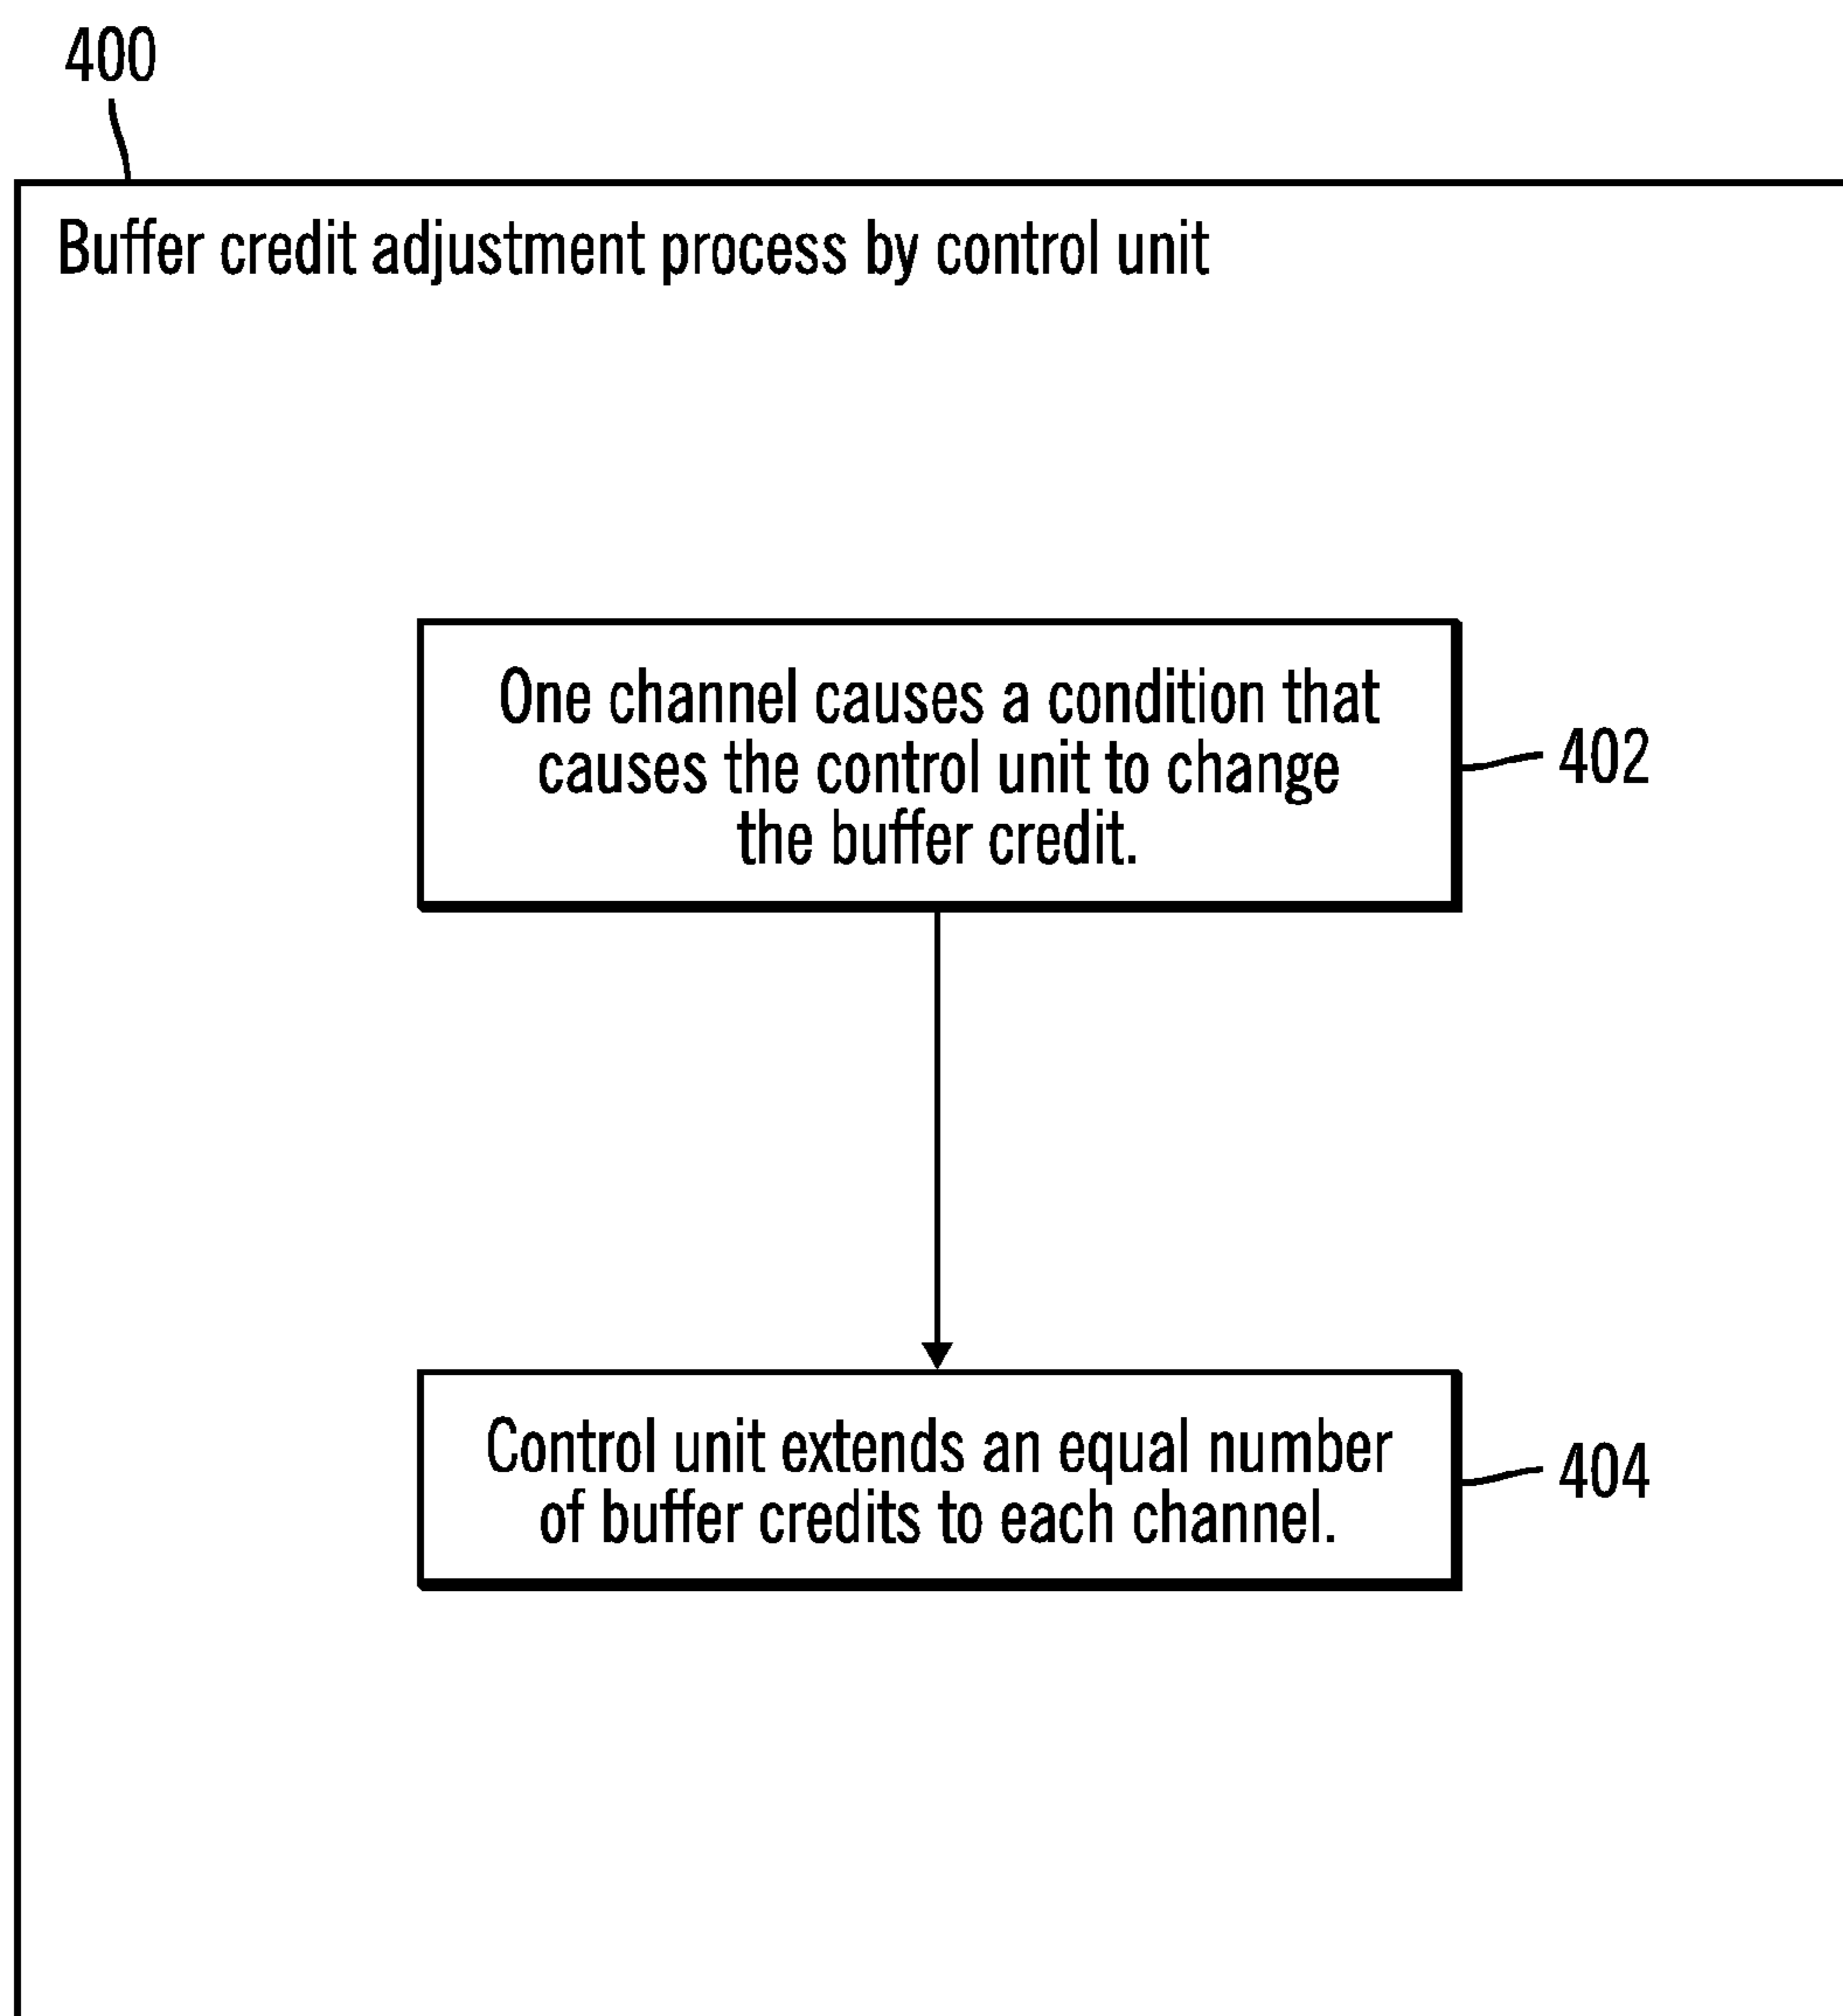 400
Buffer credit adjustment process by control unit
One channel causes a condition that
causes the control unit to change
the buffer credit.
402
Control unit extends an equal number
of buffer credits to each channel.
404